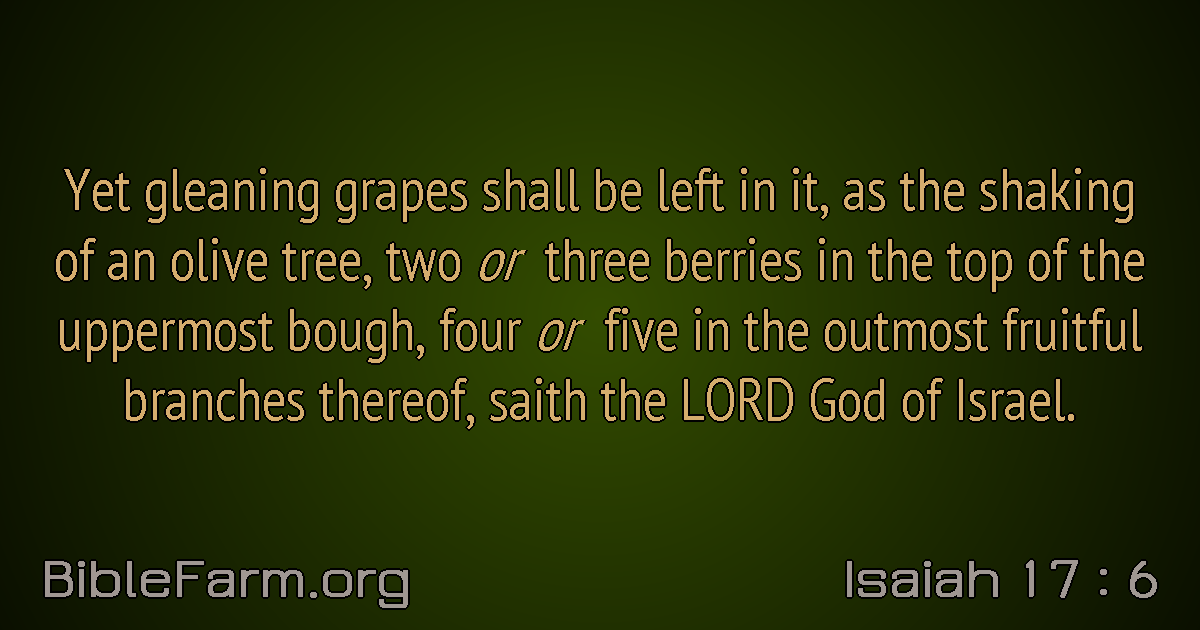 Yet gleaning grapes shall be left in it, as the shaking
of an olive tree, two or three berries in the top of the
uppermost bough, four or five in the outmost fruitful
branches thereof, saith the LORD God of Israel.
BibleFarm.org
Isaiah 17 : 6